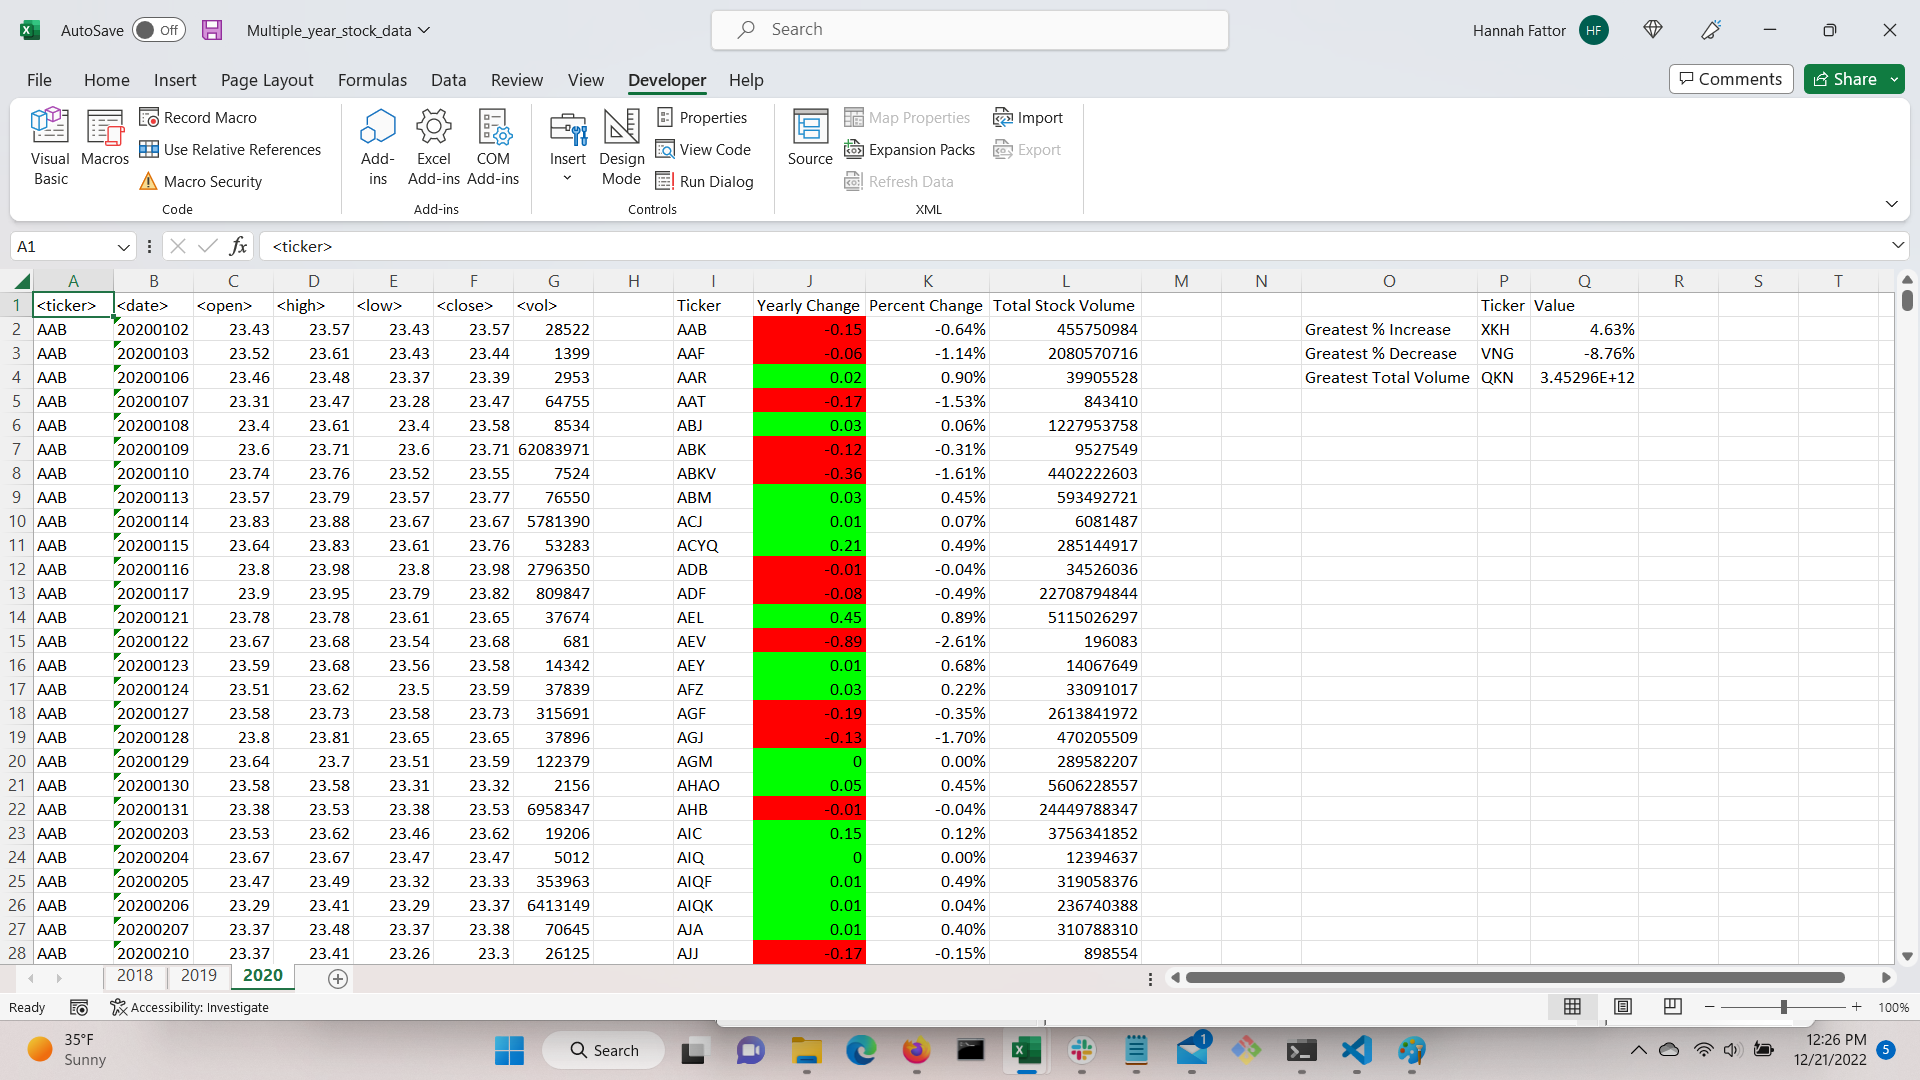 AutoSave Off Multiple_year_stock_data Search Hannah Fattor HF
File Home Insert Page Layout Formulas Data Review View Developer Help Comments Share
Visual Basic Macros Record Macro Use Relative References Macro Security Code
Add-ins Excel Add-ins COM Add-ins Add-ins
Insert Design Mode Properties View Code Run Dialog Controls
Source Map Properties Expansion Packs Refresh Data Import Export XML
A1 fx <ticker>
A B C D E F G H I J K L M N O P Q R S T
1 <ticker> <date> <open> <high> <low> <close> <vol> Ticker Yearly Change Percent Change Total Stock Volume Ticker Value
2 AAB 20200102 23.43 23.57 23.43 23.57 28522 AAB -0.15 -0.64% 455750984 Greatest % Increase XKH 4.63%
3 AAB 20200103 23.52 23.61 23.43 23.44 1399 AAF -0.06 -1.14% 2080570716 Greatest % Decrease VNG -8.76%
4 AAB 20200106 23.46 23.48 23.37 23.39 2953 AAR 0.02 0.90% 39905528 Greatest Total Volume QKN 3.45296E+12
5 AAB 20200107 23.31 23.47 23.28 23.47 64755 AAT -0.17 -1.53% 843410
6 AAB 20200108 23.4 23.61 23.4 23.58 8534 ABJ 0.03 0.06% 1227953758
7 AAB 20200109 23.6 23.71 23.6 23.71 62083971 ABK -0.12 -0.31% 9527549
8 AAB 20200110 23.74 23.76 23.52 23.55 7524 ABKV -0.36 -1.61% 4402222603
9 AAB 20200113 23.57 23.79 23.57 23.77 76550 ABM 0.03 0.45% 593492721
10 AAB 20200114 23.83 23.88 23.67 23.67 5781390 ACJ 0.01 0.07% 6081487
11 AAB 20200115 23.64 23.83 23.61 23.76 53283 ACYQ 0.21 0.49% 285144917
12 AAB 20200116 23.8 23.98 23.8 23.98 2796350 ADB -0.01 -0.04% 34526036
13 AAB 20200117 23.9 23.95 23.79 23.82 809847 ADF -0.08 -0.49% 22708794844
14 AAB 20200121 23.78 23.78 23.61 23.65 37674 AEL 0.45 0.89% 5115026297
15 AAB 20200122 23.67 23.68 23.54 23.68 681 AEV -0.89 -2.61% 196083
16 AAB 20200123 23.59 23.68 23.56 23.58 14342 AEY 0.01 0.68% 14067649
17 AAB 20200124 23.51 23.62 23.5 23.59 37839 AFZ 0.03 0.22% 33091017
18 AAB 20200127 23.58 23.73 23.58 23.73 315691 AGF -0.19 -0.35% 2613841972
19 AAB 20200128 23.8 23.81 23.65 23.65 37896 AGJ -0.13 -1.70% 470205509
20 AAB 20200129 23.64 23.7 23.51 23.59 122379 AGM 0 0.00% 289582207
21 AAB 20200130 23.58 23.58 23.31 23.32 2156 AHAO 0.05 0.45% 5606228557
22 AAB 20200131 23.38 23.53 23.38 23.53 6958347 AHB -0.01 -0.04% 24449788347
23 AAB 20200203 23.53 23.62 23.46 23.62 19206 AIC 0.15 0.12% 3756341852
24 AAB 20200204 23.67 23.67 23.47 23.47 5012 AIQ 0 0.00% 12394637
25 AAB 20200205 23.47 23.49 23.32 23.33 353963 AIQF 0.01 0.49% 319058376
26 AAB 20200206 23.29 23.41 23.29 23.37 6413149 AIQK 0.01 0.04% 236740388
27 AAB 20200207 23.37 23.48 23.37 23.38 70645 AJA 0.01 0.40% 310788310
28 AAB 20200210 23.37 23.41 23.26 23.3 26125 AJJ -0.17 -0.15% 898554
2018 2019 2020
Ready Accessibility: Investigate 100%
35°F
Sunny
Search
1
12:26 PM
12/21/2022
5